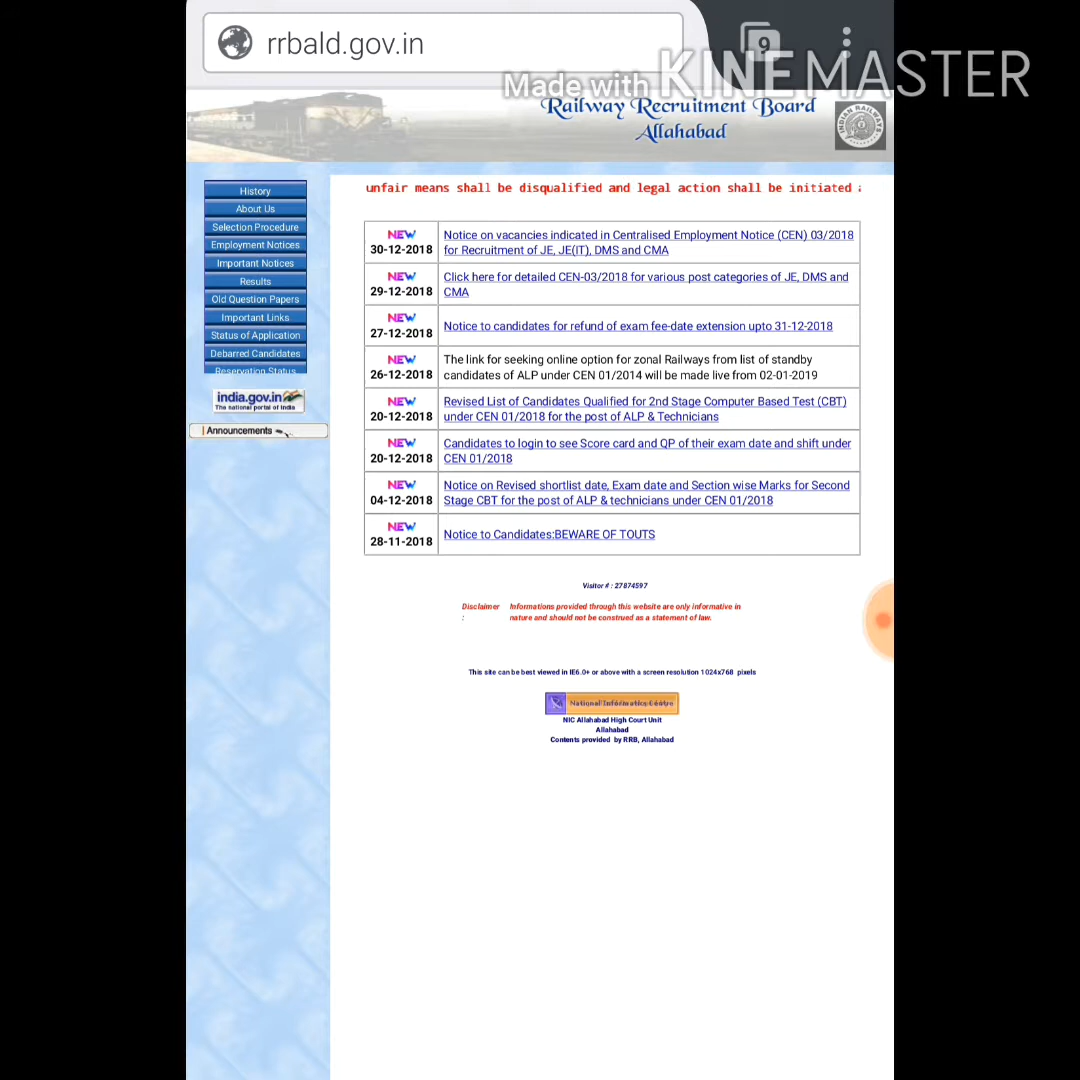 rrbald.gov.in
9
Made with KINEMASTER
Railway Recruitment Board
Allahabad
unfair means shall be disqualified and legal action shall be initiated
History
About Us
Selection Procedure
Employment Notices
Important Notices
Results
Old Question Papers
Important Links
Status of Application
Debarred Candidates
Reservation Status
india.gov.in
The national portal of India
Announcements
NEW
30-12-2018
Notice on vacancies indicated in Centralised Employment Notice (CEN) 03/2018
for Recruitment of JE, JE(IT), DMS and CMA
NEW
29-12-2018
Click here for detailed CEN-03/2018 for various post categories of JE, DMS and
CMA
NEW
27-12-2018
Notice to candidates for refund of exam fee-date extension upto 31-12-2018
NEW
26-12-2018
The link for seeking online option for zonal Railways from list of standby
candidates of ALP under CEN 01/2014 will be made live from 02-01-2019
NEW
20-12-2018
Revised List of Candidates Qualified for 2nd Stage Computer Based Test (CBT)
under CEN 01/2018 for the post of ALP & Technicians
NEW
20-12-2018
Candidates to login to see Score card and QP of their exam date and shift under
CEN 01/2018
NEW
04-12-2018
Notice on Revised shortlist date, Exam date and Section wise Marks for Second
Stage CBT for the post of ALP & technicians under CEN 01/2018
NEW
28-11-2018
Notice to Candidates:BEWARE OF TOUTS
Visitor # : 27874597
Disclaimer : Informations provided through this website are only informative in
nature and should not be construed as a statement of law.
This site can be best viewed in IE6.0+ or above with a screen resolution 1024x768 pixels
National Informatics Centre
NIC Allahabad High Court Unit
Allahabad
Contents provided by RRB, Allahabad